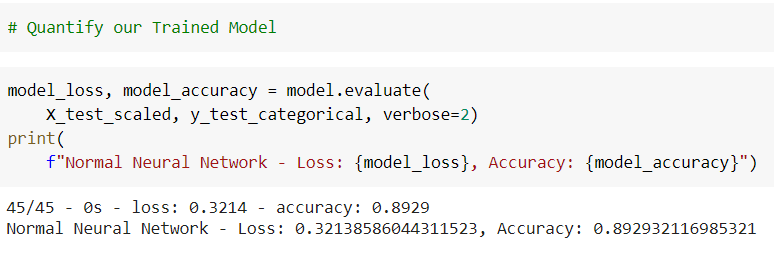 # Quantify our Trained Model
model_loss, model_accuracy = model.evaluate(
    X_test_scaled, y_test_categorical, verbose=2)
print(
    f"Normal Neural Network - Loss: {model_loss}, Accuracy: {model_accuracy}")
45/45 - 0s - loss: 0.3214 - accuracy: 0.8929
Normal Neural Network - Loss: 0.32138586044311523, Accuracy: 0.892932116985321